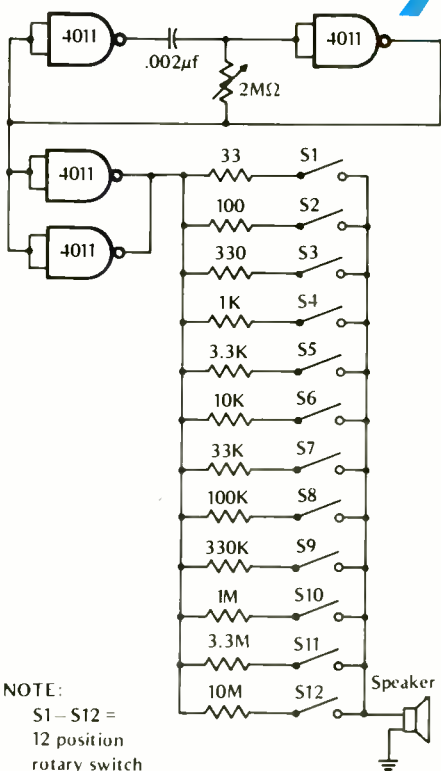 4011
4011
.002µf
2MΩ
4011
4011
33 S1
100 S2
330 S3
1K S4
3.3K S5
10K S6
33K S7
100K S8
330K S9
1M S10
3.3M S11
10M S12
Speaker
NOTE:
S1–S12 =
12 position
rotary switch